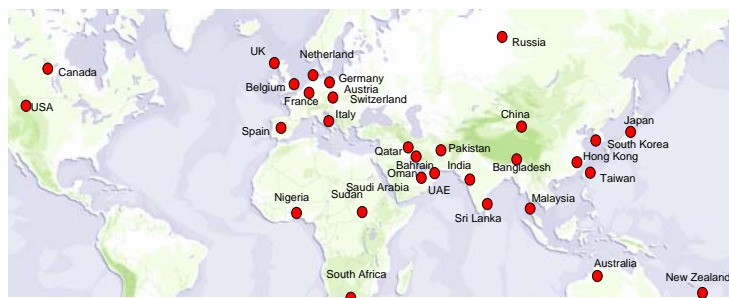 Russia
UK
Netherland
Canada
Belgium
Germany
Austria
France
Switzerland
USA
Italy
China
Japan
Spain
South Korea
Qatar
Pakistan
Bahrain
India
Bangladesh
Hong Kong
Oman
Taiwan
Saudi Arabia
UAE
Sudan
Nigeria
Malaysia
Sri Lanka
Australia
South Africa
New Zealand